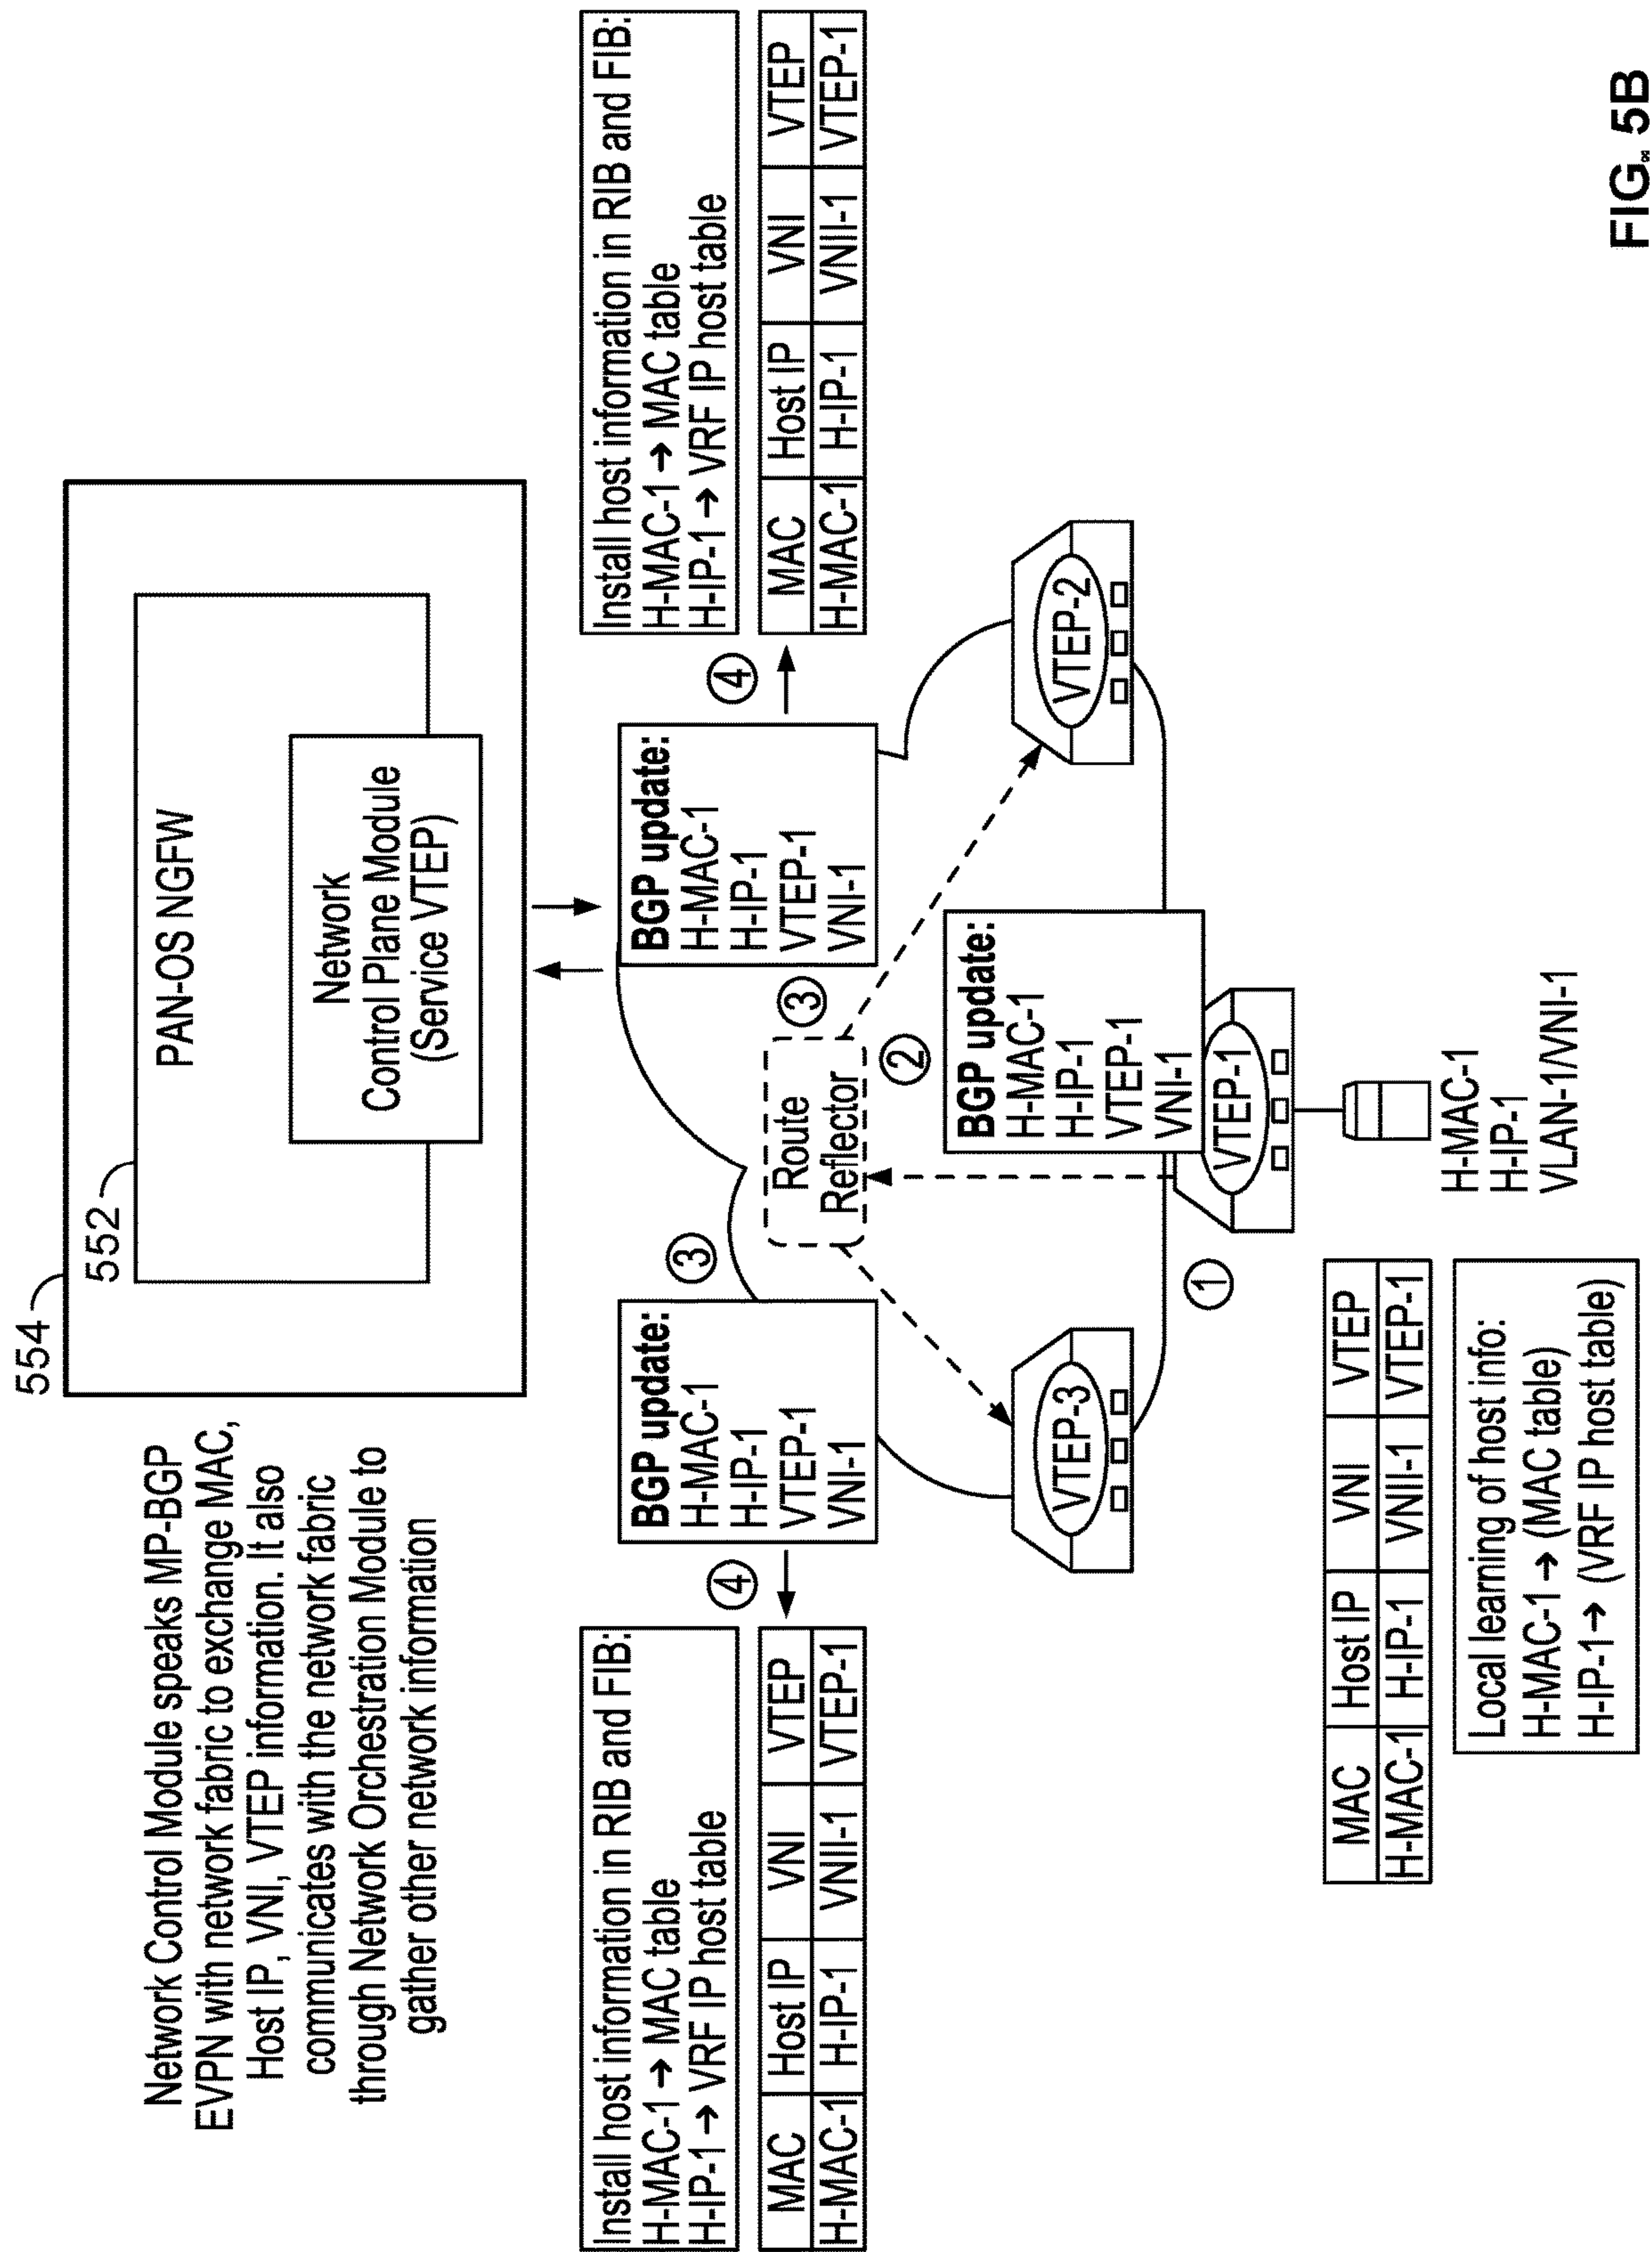 554
552
PAN-OS NGFW
Network
Control Plane Module
(Service VTEP)
Network Control Module speaks MP-BGP
EVPN with network fabric to exchange MAC,
Host IP, VNI, VTEP information. It also
communicates with the network fabric
through Network Orchestration Module to
gather other network information
Install host information in RIB and FIB:
H-MAC-1 → MAC table
H-IP-1 → VRF IP host table
MAC Host IP VNI VTEP
H-MAC-1 H-IP-1 VNII-1 VTEP-1
④
BGP update:
H-MAC-1
H-IP-1
VTEP-1
VNI-1
③
BGP update:
H-MAC-1
H-IP-1
VTEP-1
VNI-1
④
Install host information in RIB and FIB:
H-MAC-1 → MAC table
H-IP-1 → VRF IP host table
MAC Host IP VNI VTEP
H-MAC-1 H-IP-1 VNII-1 VTEP-1
Route
Reflector
③
②
BGP update:
H-MAC-1
H-IP-1
VTEP-1
VNI-1
VTEP-3
VTEP-2
VTEP-1
①
MAC Host IP VNI VTEP
H-MAC-1 H-IP-1 VNII-1 VTEP-1
Local learning of host info:
H-MAC-1 → (MAC table)
H-IP-1 → (VRF IP host table)
H-MAC-1
H-IP-1
VLAN-1/VNI-1
FIG. 5B